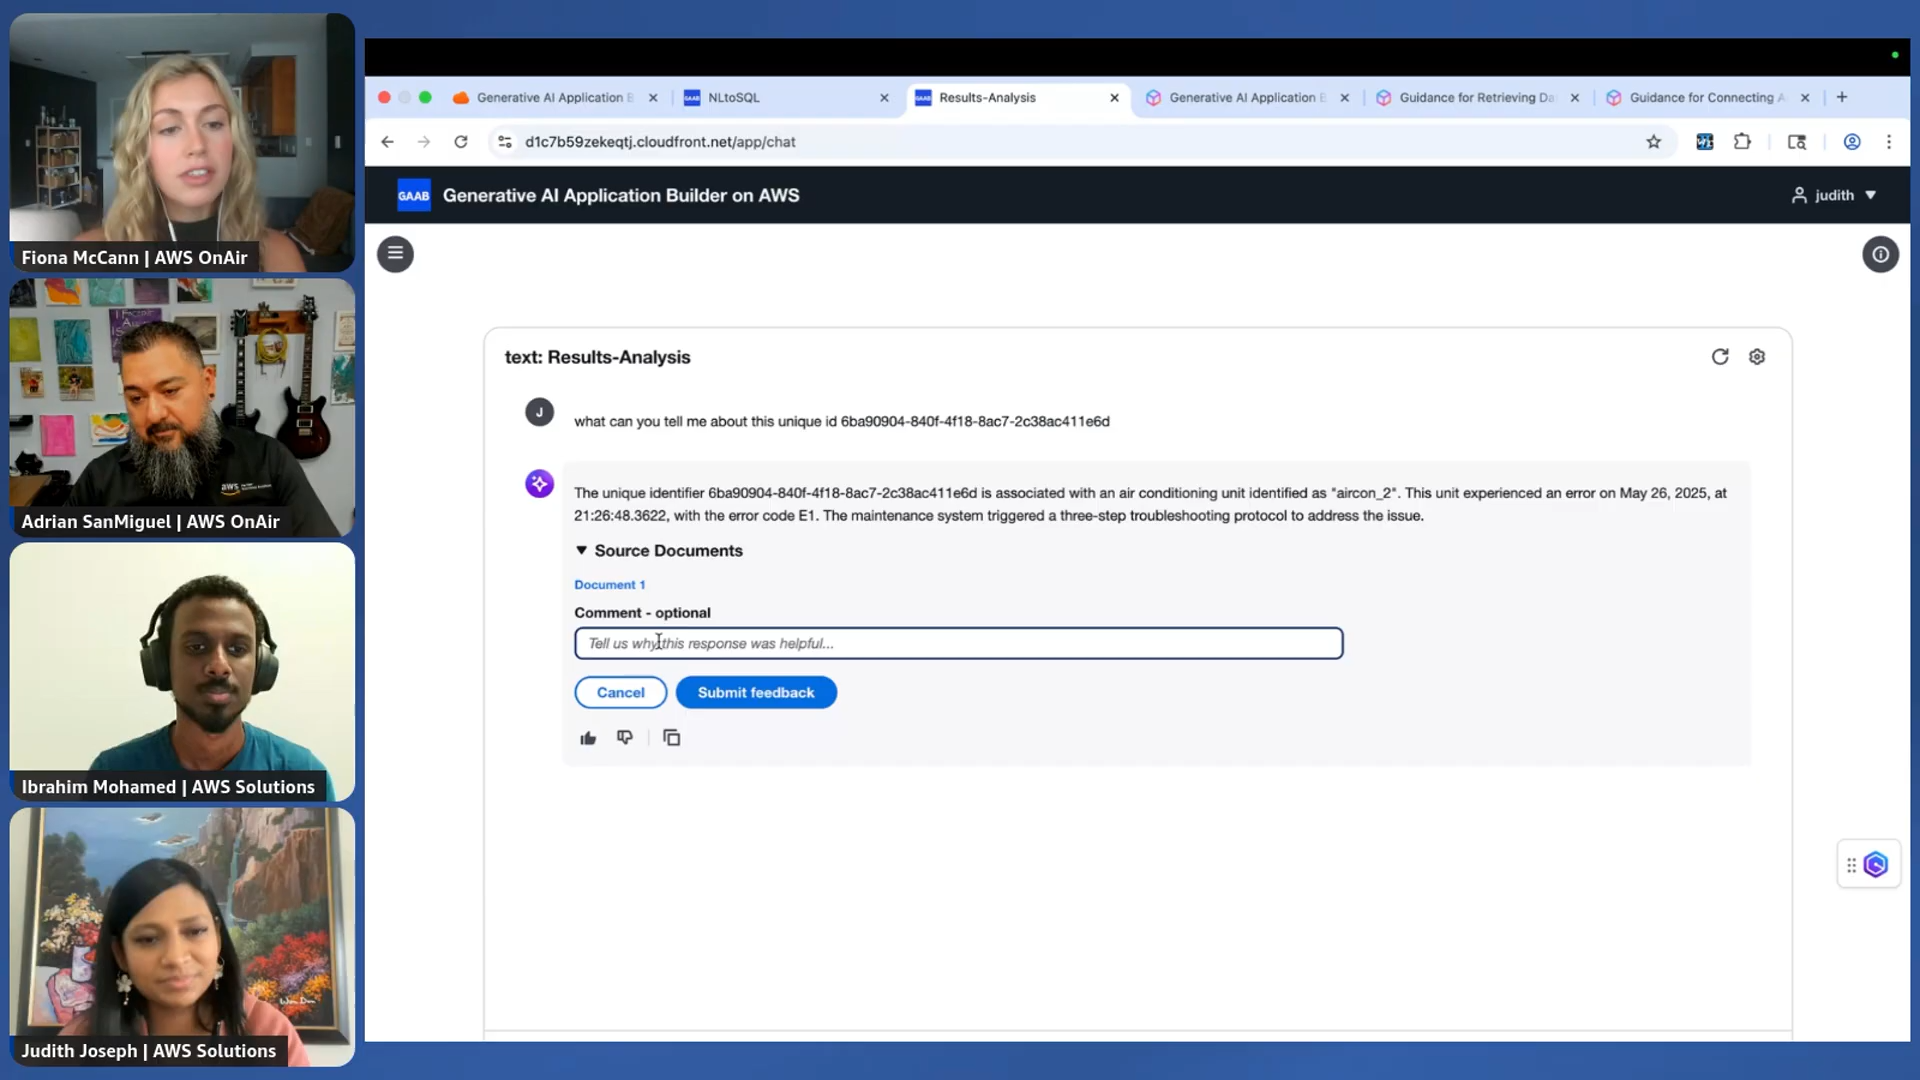 Fiona McCann | AWS OnAir
I FACEPT
aws
Adrian SanMiguel | AWS OnAir
Ibrahim Mohamed | AWS Solutions
Judith Joseph | AWS Solutions
Generative AI Application B
GAAB NLtoSQL
GAAB Results-Analysis
Generative AI Application B
Guidance for Retrieving Da
Guidance for Connecting A
d1c7b59zekeqtj.cloudfront.net/app/chat
GAAB Generative AI Application Builder on AWS
judith
text: Results-Analysis
J
what can you tell me about this unique id 6ba90904-840f-4f18-8ac7-2c38ac411e6d
The unique identifier 6ba90904-840f-4f18-8ac7-2c38ac411e6d is associated with an air conditioning unit identified as "aircon_2". This unit experienced an error on May 26, 2025, at
21:26:48.3622, with the error code E1. The maintenance system triggered a three-step troubleshooting protocol to address the issue.
Source Documents
Document 1
Comment - optional
Tell us why this response was helpful...
Cancel
Submit feedback